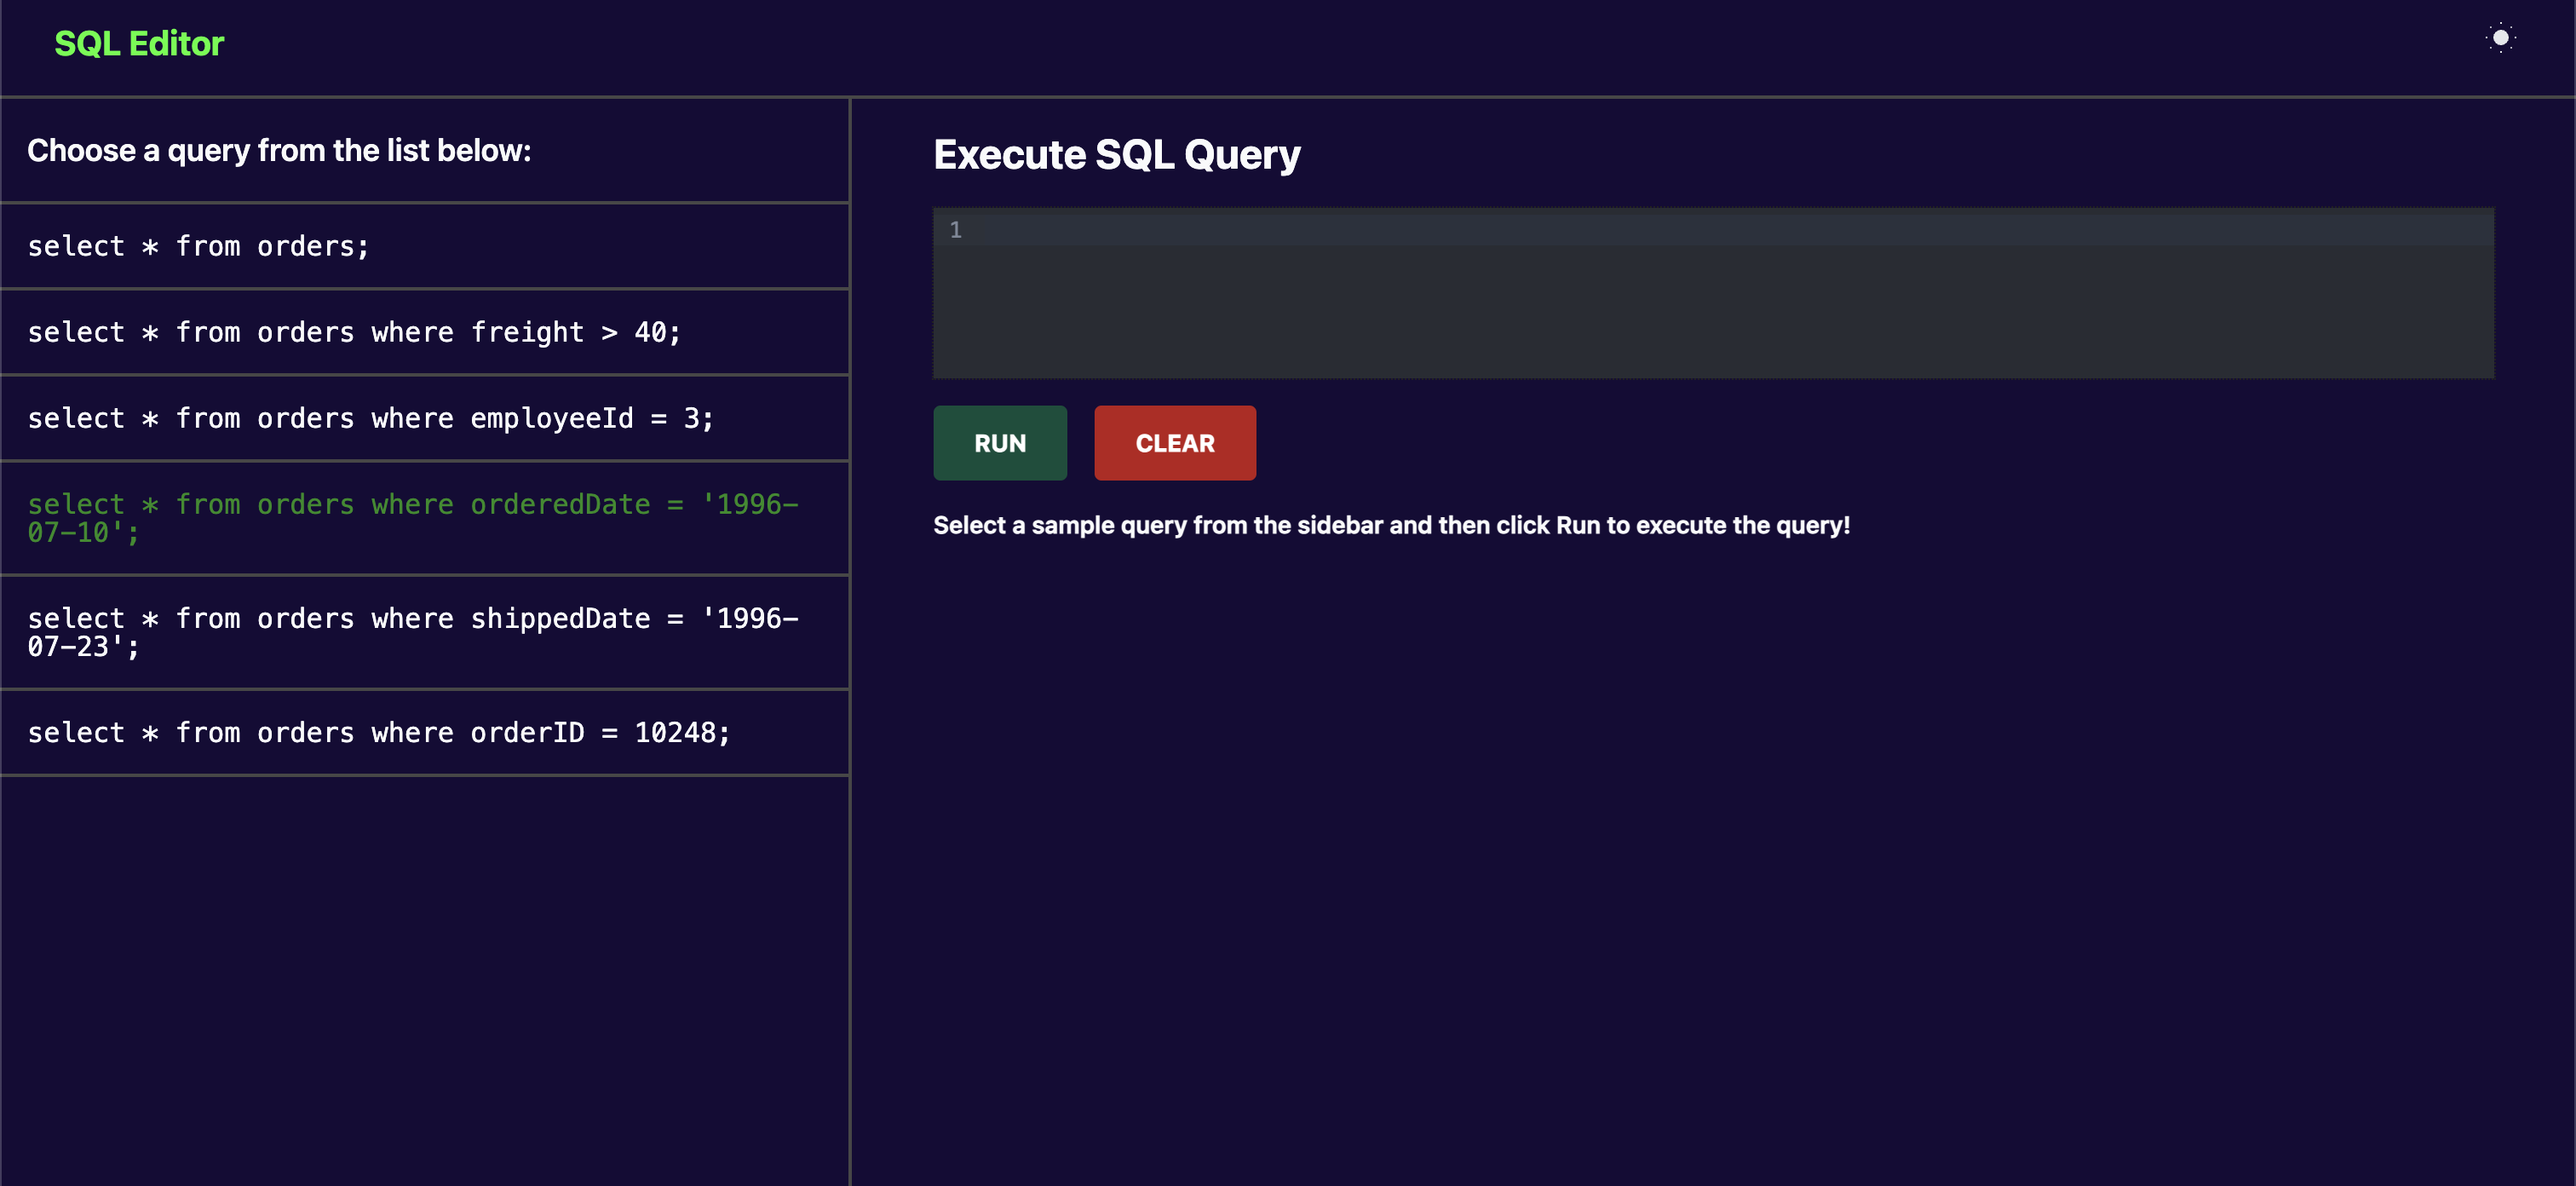 SQL Editor
Choose a query from the list below:
select * from orders;
select * from orders where freight > 40;
select * from orders where employeeId = 3;
select * from orders where orderedDate = '1996-
07-10';
select * from orders where shippedDate = '1996-
07-23';
select * from orders where orderID = 10248;
Execute SQL Query
1
RUN CLEAR
Select a sample query from the sidebar and then click Run to execute the query!